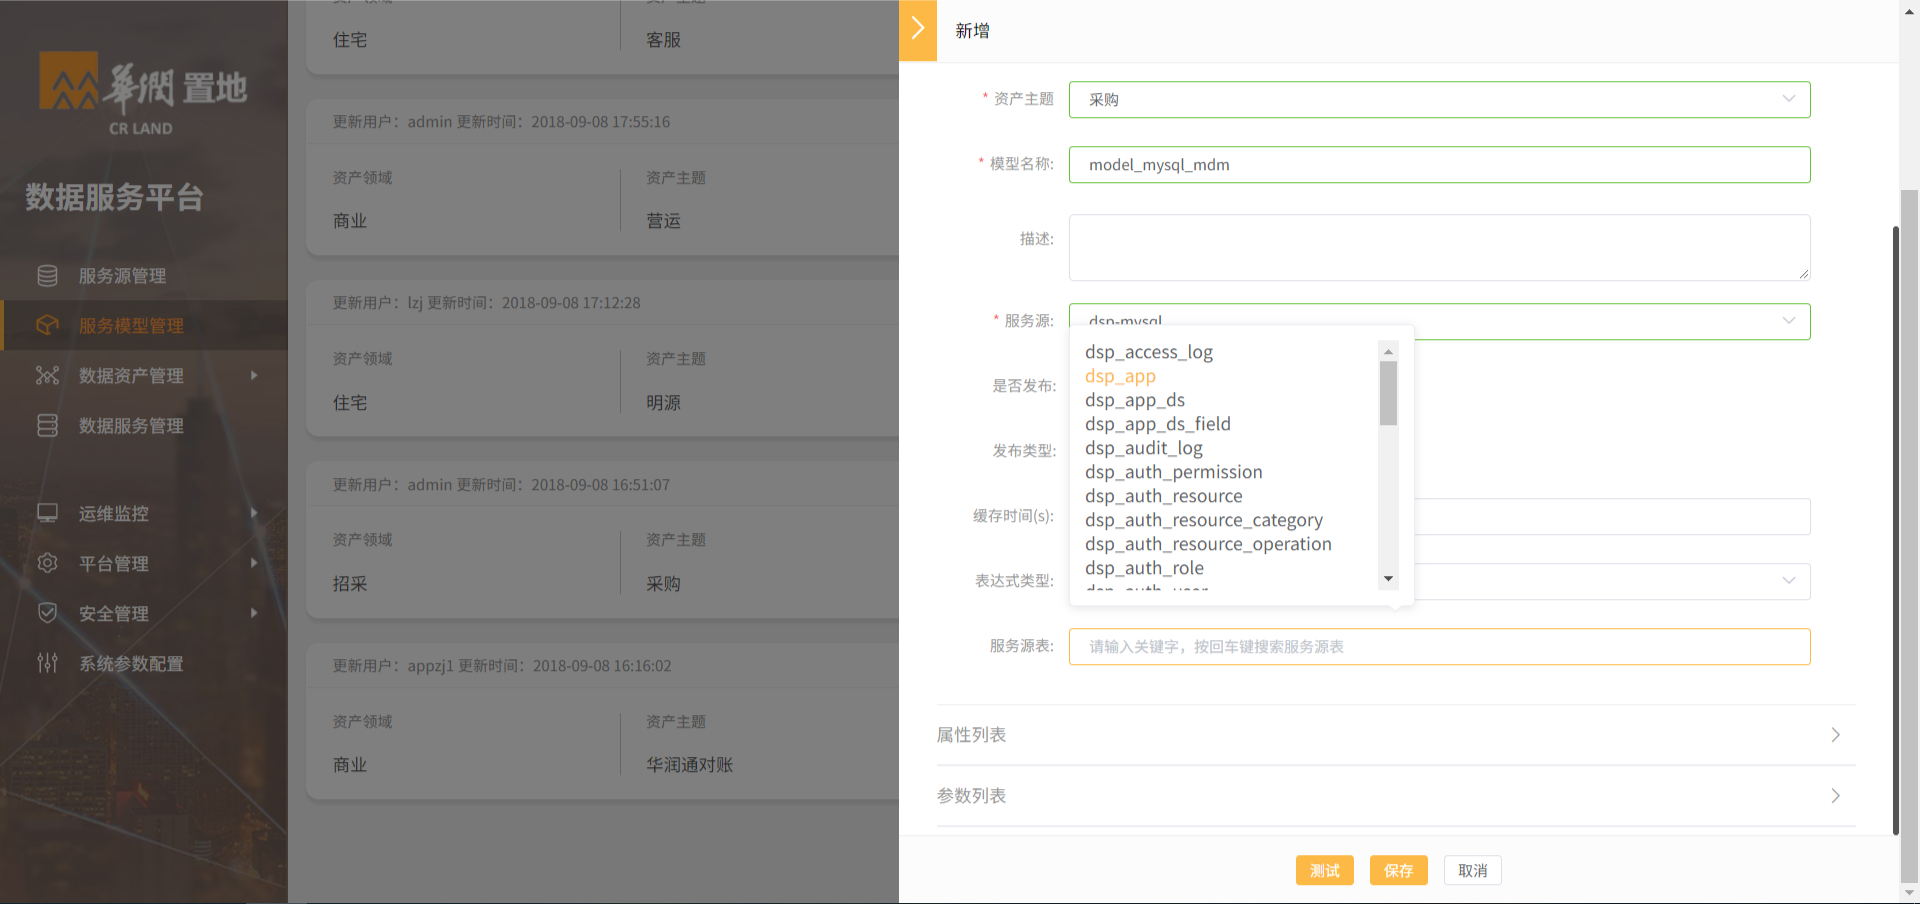 華潤 置地
CR LAND
数据服务平台
服务源管理
服务模型管理
数据资产管理
数据服务管理
运维监控
平台管理
安全管理
系统参数配置
资产领域
资产主题
住宅
客服
更新用户：admin 更新时间：2018-09-08 17:55:16
资产领域
资产主题
商业
营运
更新用户：lzj 更新时间：2018-09-08 17:12:28
资产领域
资产主题
住宅
明源
更新用户：admin 更新时间：2018-09-08 16:51:07
资产领域
资产主题
招采
采购
更新用户：appzj1 更新时间：2018-09-08 16:16:02
资产领域
资产主题
商业
华润通对账
新增
* 资产主题
采购
* 模型名称:
model_mysql_mdm
描述:
* 服务源:
dsp-mysql
是否发布:
发布类型:
缓存时间(s):
表达式类型:
dsp_access_log
dsp_app
dsp_app_ds
dsp_app_ds_field
dsp_audit_log
dsp_auth_permission
dsp_auth_resource
dsp_auth_resource_category
dsp_auth_resource_operation
dsp_auth_role
dsp_auth_user
服务源表:
请输入关键字，按回车键搜索服务源表
属性列表
参数列表
测试
保存
取消